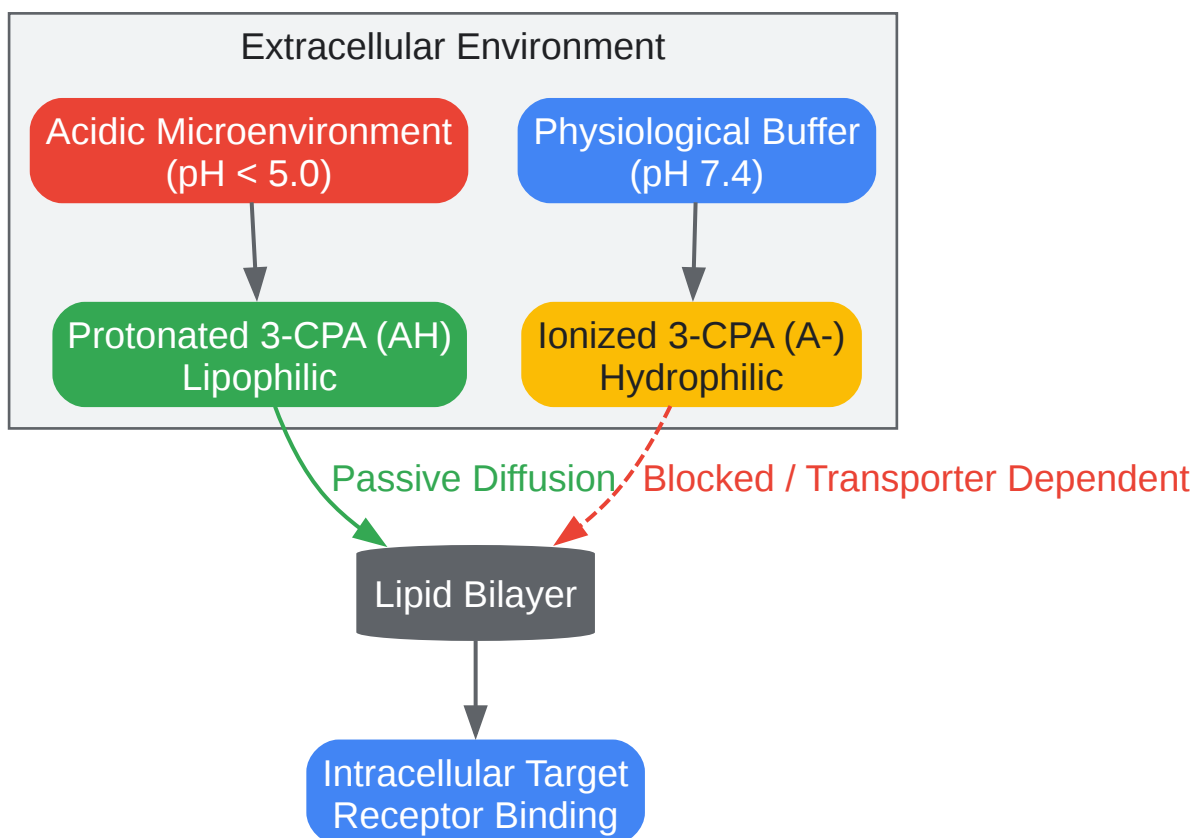 Extracellular Environment
Acidic Microenvironment
(pH < 5.0)
Physiological Buffer
(pH 7.4)
Protonated 3-CPA (AH)
Lipophilic
Ionized 3-CPA (A-)
Hydrophilic
Passive Diffusion
Blocked / Transporter Dependent
Lipid Bilayer
Intracellular Target
Receptor Binding